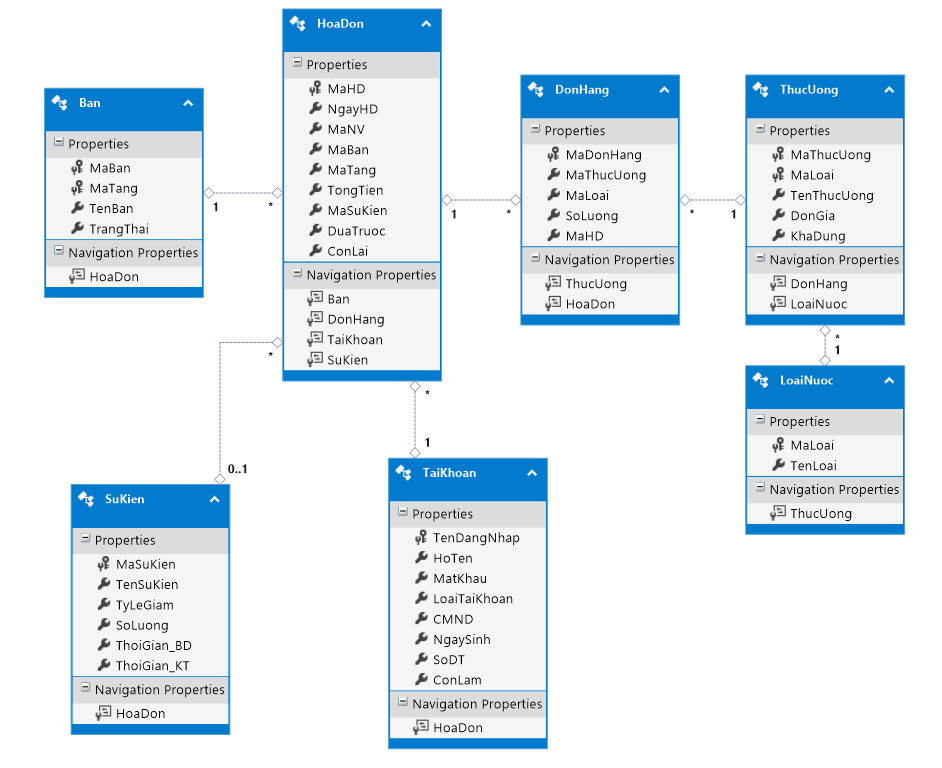 HoaDon
Properties
MaHD
NgayHD
MaNV
MaBan
MaTang
TongTien
MaSuKien
DuaTruoc
ConLai
Navigation Properties
Ban
DonHang
TaiKhoan
SuKien
Ban
Properties
MaBan
MaTang
TenBan
TrangThai
Navigation Properties
HoaDon
1
*
DonHang
Properties
MaDonHang
MaThucUong
MaLoai
SoLuong
MaHD
Navigation Properties
ThucUong
HoaDon
1
*
ThucUong
Properties
MaThucUong
MaLoai
TenThucUong
DonGia
KhaDung
Navigation Properties
DonHang
LoaiNuoc
*
1
*
1
LoaiNuoc
Properties
MaLoai
TenLoai
Navigation Properties
ThucUong
*
0..1
SuKien
Properties
MaSuKien
TenSuKien
TyLeGiam
SoLuong
ThoiGian_BD
ThoiGian_KT
Navigation Properties
HoaDon
*
1
TaiKhoan
Properties
TenDangNhap
HoTen
MatKhau
LoaiTaiKhoan
CMND
NgaySinh
SoDT
ConLam
Navigation Properties
HoaDon